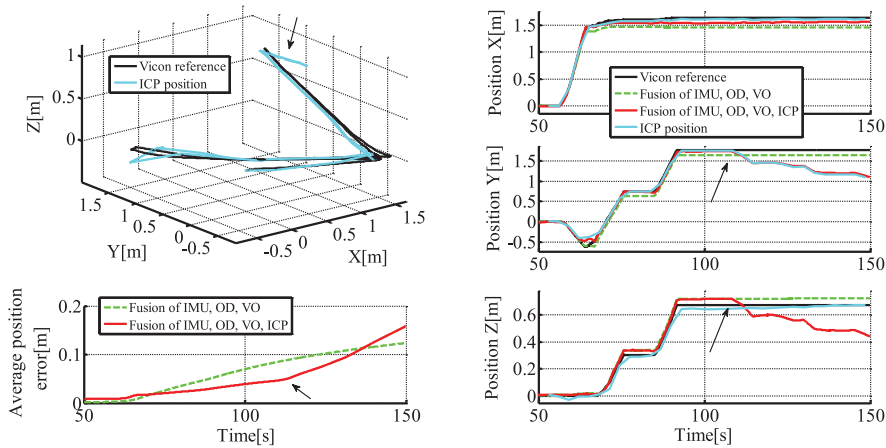 Z[m]
1
0.5
0
Vicon reference
ICP position
1.5
1
0.5
0
-0.5
Y[m]
-0.5
0
0.5
1
1.5
X[m]
Average position
error[m]
0.2
0.1
0
Fusion of IMU, OD, VO
Fusion of IMU, OD, VO, ICP
50
100
150
Time[s]
Position X[m]
1.5
1
0.5
0
Vicon reference
Fusion of IMU, OD, VO
Fusion of IMU, OD, VO, ICP
ICP position
50
100
150
Position Y[m]
1.5
1
0.5
0
-0.5
50
100
150
Position Z[m]
0.6
0.4
0.2
0
50
100
150
Time[s]